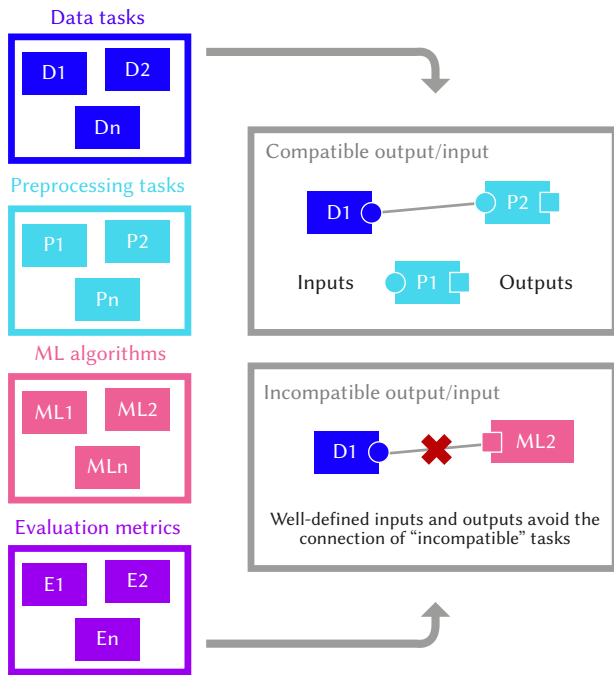 Data tasks
D1
D2
Dn
Preprocessing tasks
P1
P2
Pn
ML algorithms
ML1
ML2
MLn
Evaluation metrics
E1
E2
En
Compatible output/input
D1
P2
Inputs
P1
Outputs
Incompatible output/input
D1
ML2
Well-defined inputs and outputs avoid the
connection of “incompatible” tasks